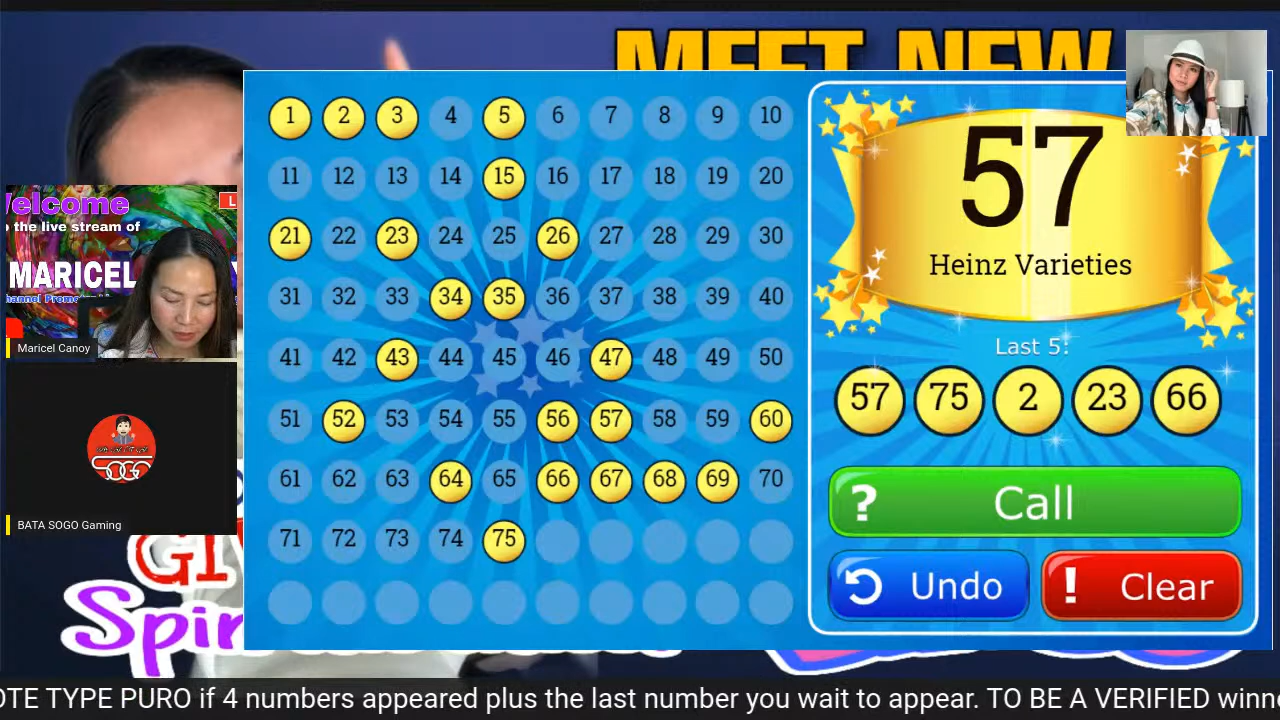 MEET NEW
1 2 3 4 5 6 7 8 9 10
11 12 13 14 15 16 17 18 19 20
21 22 23 24 25 26 27 28 29 30
31 32 33 34 35 36 37 38 39 40
41 42 43 44 45 46 47 48 49 50
51 52 53 54 55 56 57 58 59 60
61 62 63 64 65 66 67 68 69 70
71 72 73 74 75
57
Heinz Varieties
Last 5:
57 75 2 23 66
? Call
Undo
! Clear
elcome
L
o the live stream of
MARICEL
Y
Maricel Canoy
SOGO
BATA SOGO Gaming
GI
Spir
OTE TYPE PURO if 4 numbers appeared plus the last number you wait to appear. TO BE A VERIFIED winne